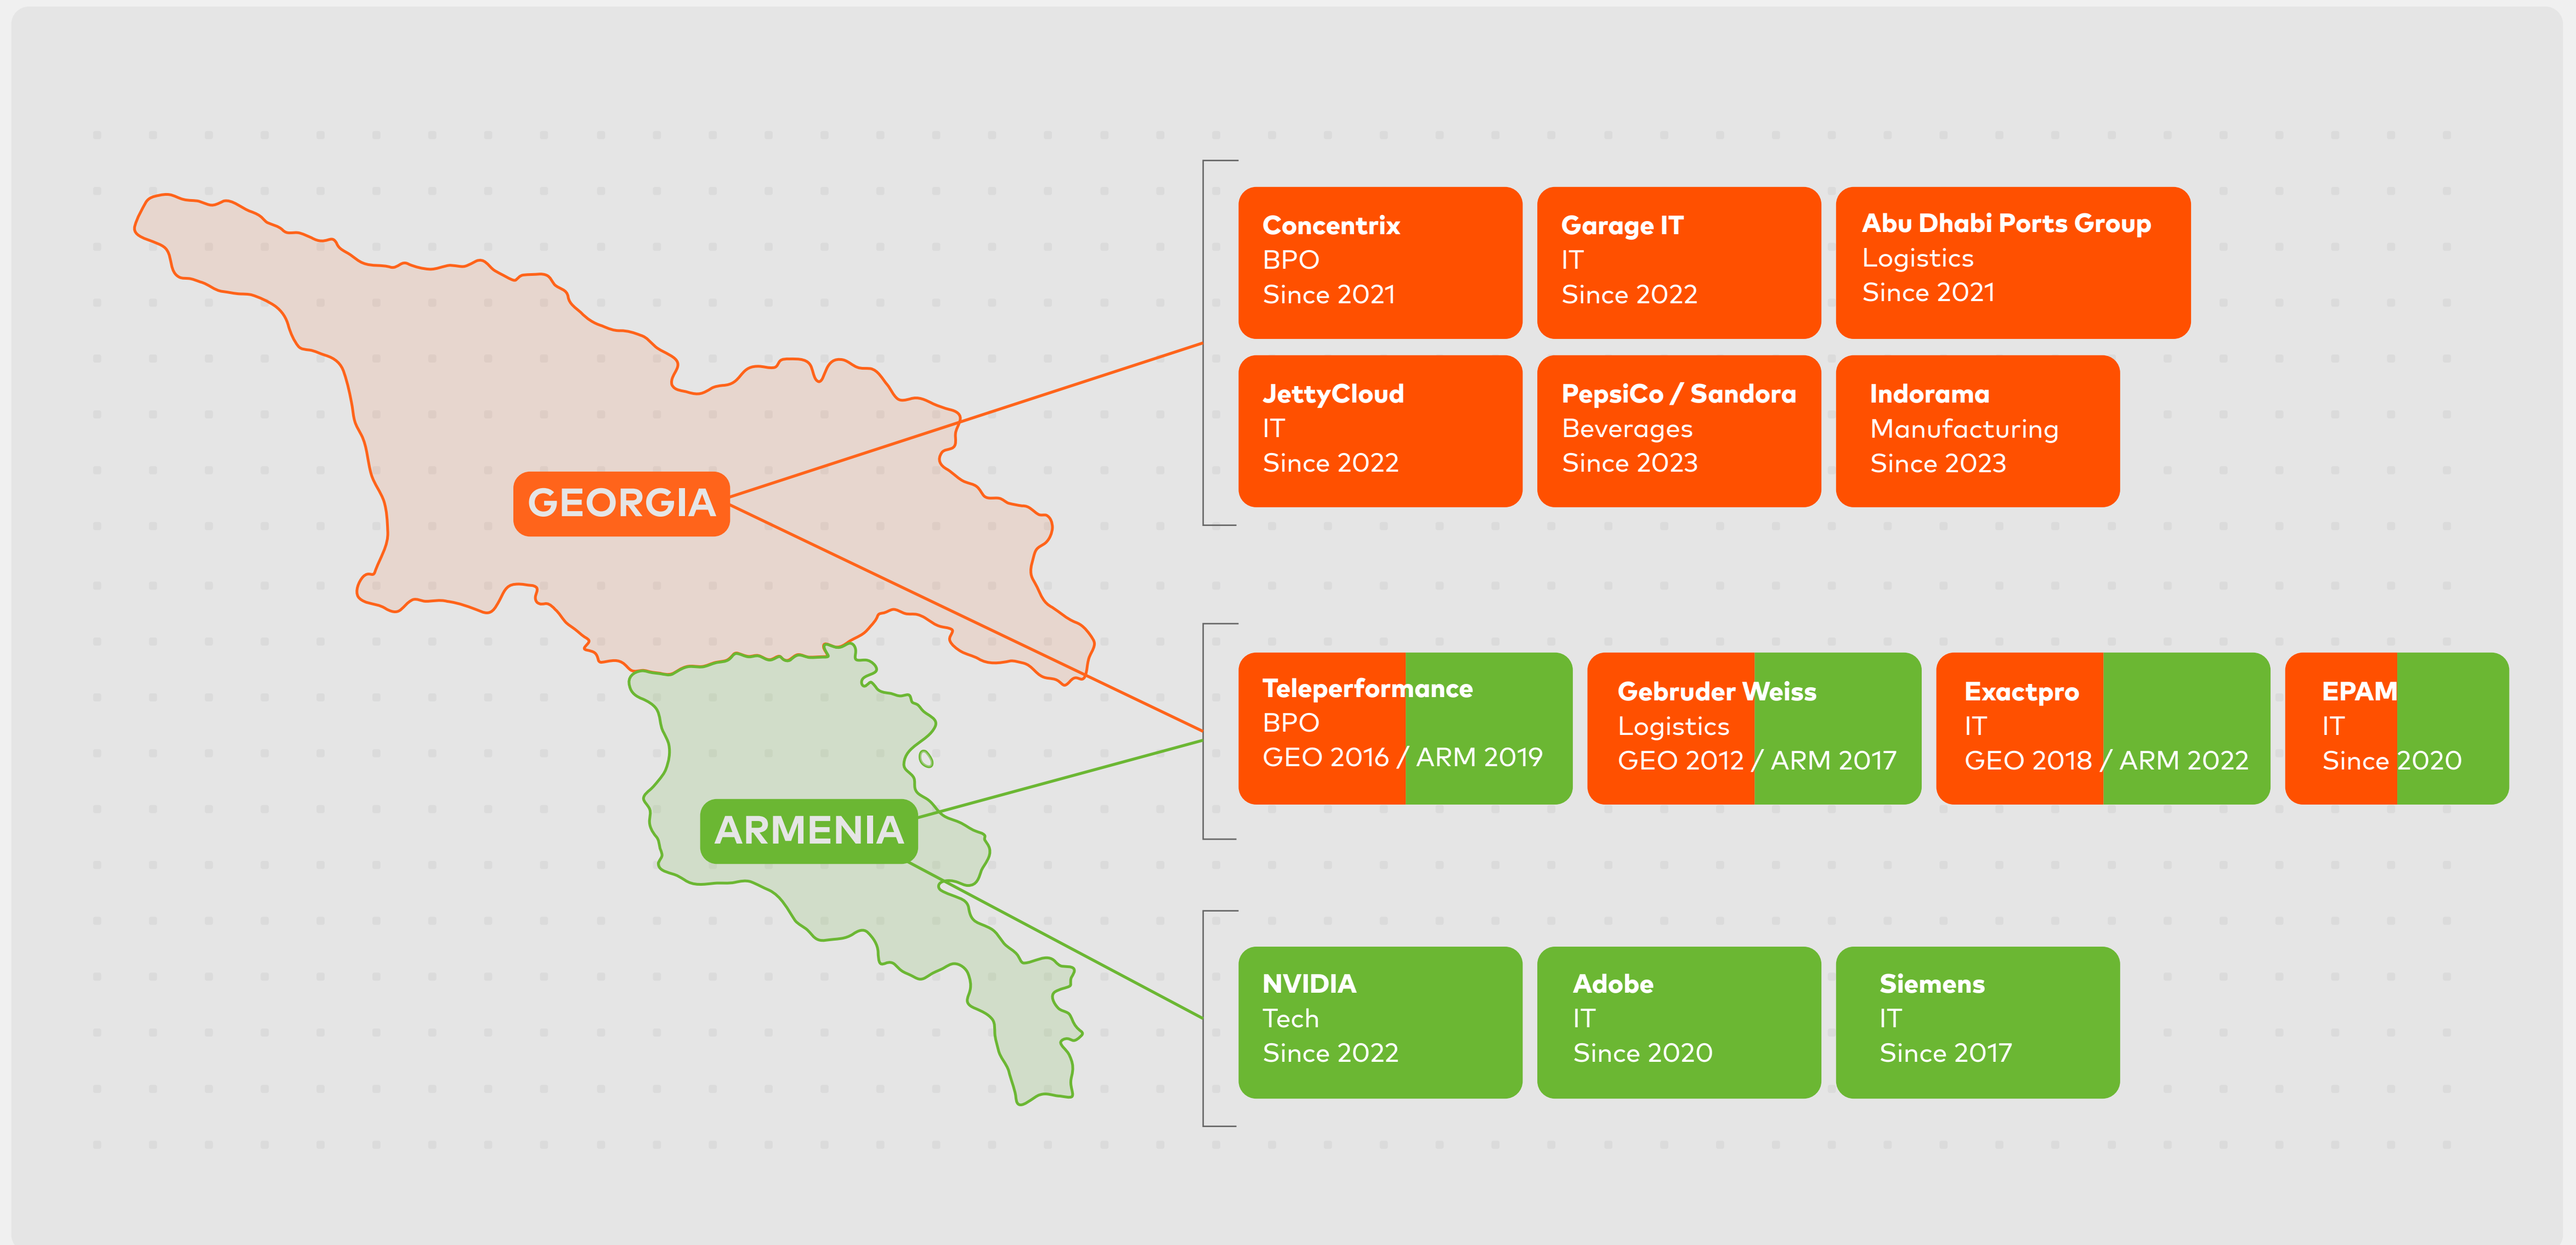 GEORGIA
ARMENIA
Concentrix
BPO
Since 2021
Garage IT
IT
Since 2022
Abu Dhabi Ports Group
Logistics
Since 2021
JettyCloud
IT
Since 2022
PepsiCo / Sandora
Beverages
Since 2023
Indorama
Manufacturing
Since 2023
Teleperformance
BPO
GEO 2016 / ARM 2019
Gebruder Weiss
Logistics
GEO 2012 / ARM 2017
Exactpro
IT
GEO 2018 / ARM 2022
EPAM
IT
Since 2020
NVIDIA
Tech
Since 2022
Adobe
IT
Since 2020
Siemens
IT
Since 2017